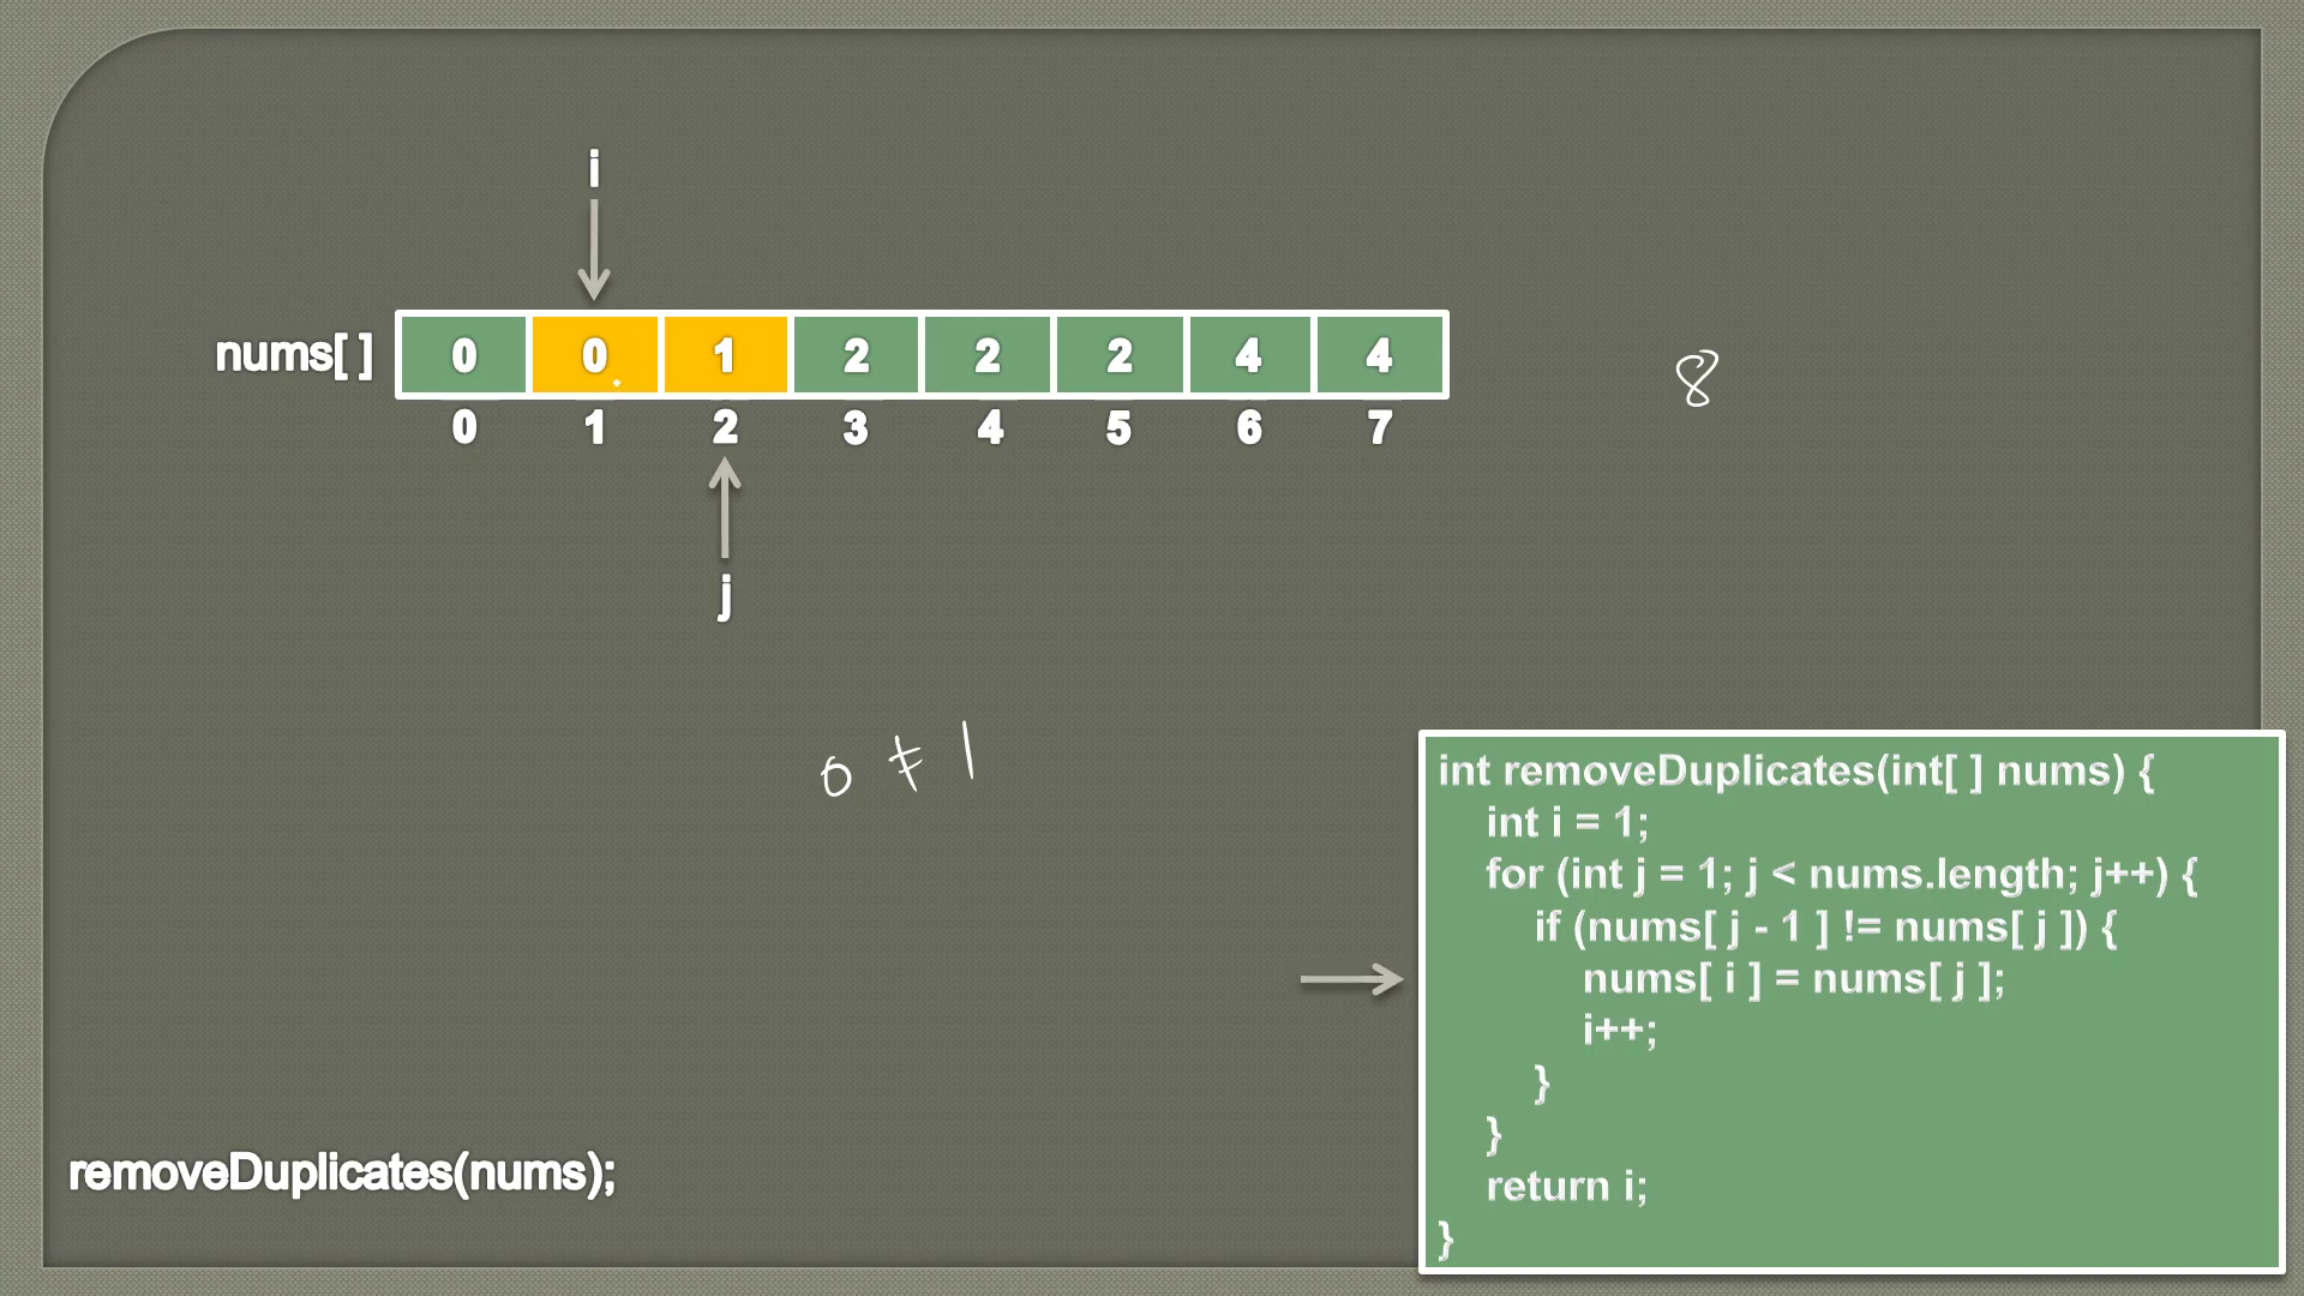 i
nums[ ] 0 0 1 2 2 2 4 4
8
0 1 2 3 4 5 6 7
j
0 ≠ 1
int removeDuplicates(int[ ] nums) {
int i = 1;
for (int j = 1; j < nums.length; j++) {
if (nums[ j - 1 ] != nums[ j ]) {
nums[ i ] = nums[ j ];
i++;
}
}
return i;
}
removeDuplicates(nums);